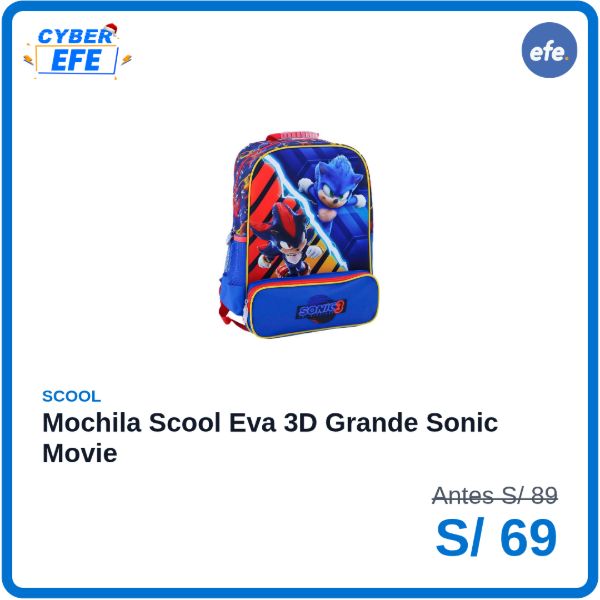 CYBER
EFE
efe.
SONIC 3
SCOOL
Mochila Scool Eva 3D Grande Sonic
Movie
Antes S/ 89
S/ 69